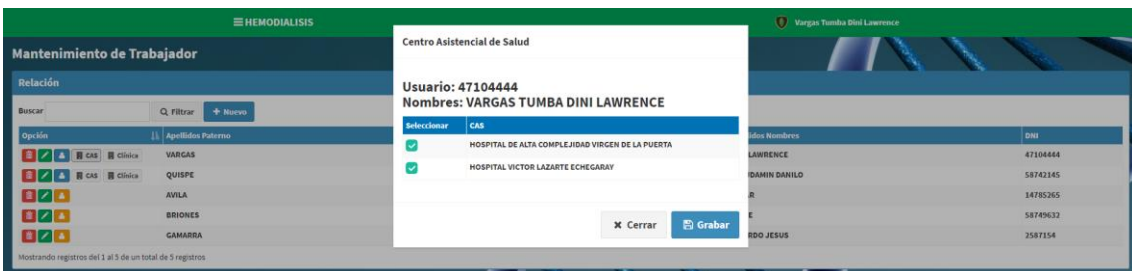 HEMODIALISIS
Vargas Tumba Dini Lawrence
Mantenimiento de Trabajador
Centro Asistencial de Salud
Relación
Usuario: 47104444
Nombres: VARGAS TUMBA DINI LAWRENCE
Buscar Filtrar + Nuevo
Seleccionar CAS
HOSPITAL DE ALTA COMPLEJIDAD VIRGEN DE LA PUERTA
HOSPITAL VICTOR LAZARTE ECHEGARAY
✖ Cerrar Grabar
Opción Apellidos Paterno Nombres DNI
CAS Clínica VARGAS LAWRENCE 47104444
CAS Clínica QUISPE DANILO 58742145
AVILA 14785265
BRIONES 58749632
GAMARRA JESUS 2587154
Mostrando registros del 1 al 5 de un total de 5 registros